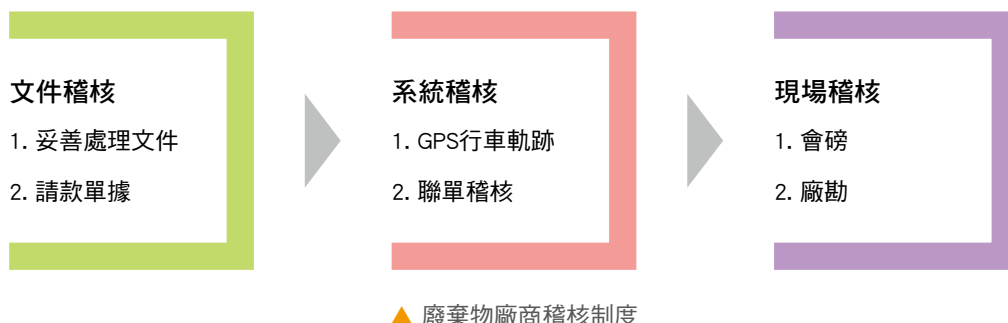 文件稽核
1. 妥善處理文件
2. 請款單據
系統稽核
1. GPS行車軌跡
2. 聯單稽核
現場稽核
1. 會磅
2. 廠勘
廢棄物廠商稽核制度